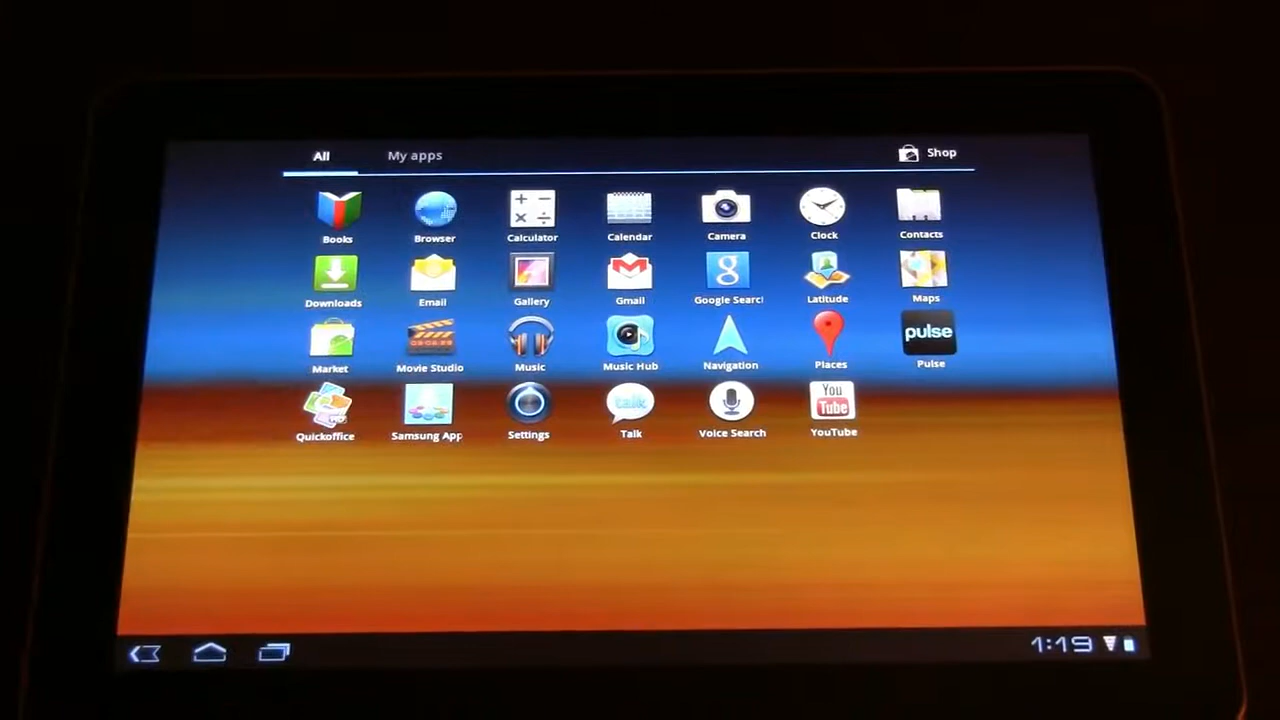 All My apps Shop
Books Browser Calculator Calendar Camera Clock Contacts
Downloads Email Gallery Gmail Google Searc Latitude Maps
Market Movie Studio Music Music Hub Navigation Places Pulse
pulse
Quickoffice Samsung App Settings Talk Voice Search YouTube
talk
You
Tube
1:19